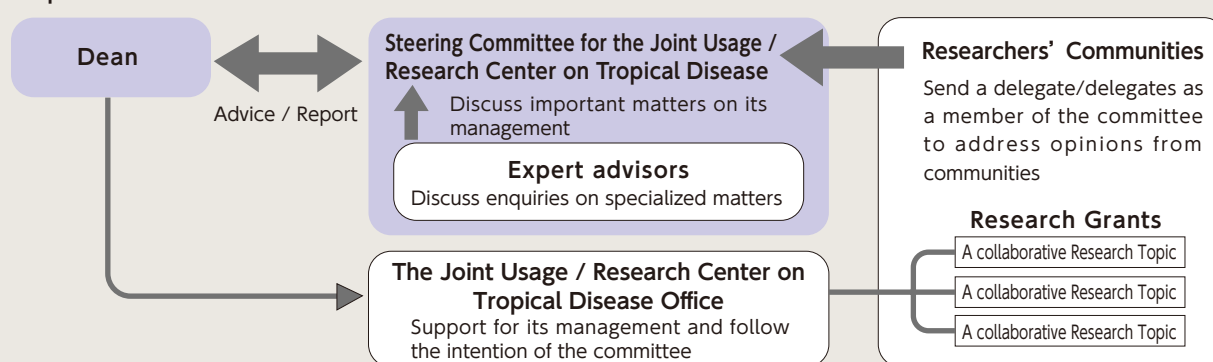 Dean
Advice / Report
Steering Committee for the Joint Usage /
Research Center on Tropical Disease
Discuss important matters on its
management
Expert advisors
Discuss enquiries on specialized matters
The Joint Usage / Research Center on
Tropical Disease Office
Support for its management and follow
the intention of the committee
Researchers’ Communities
Send a delegate/delegates as
a member of the committee
to address opinions from
communities
Research Grants
A collaborative Research Topic
A collaborative Research Topic
A collaborative Research Topic